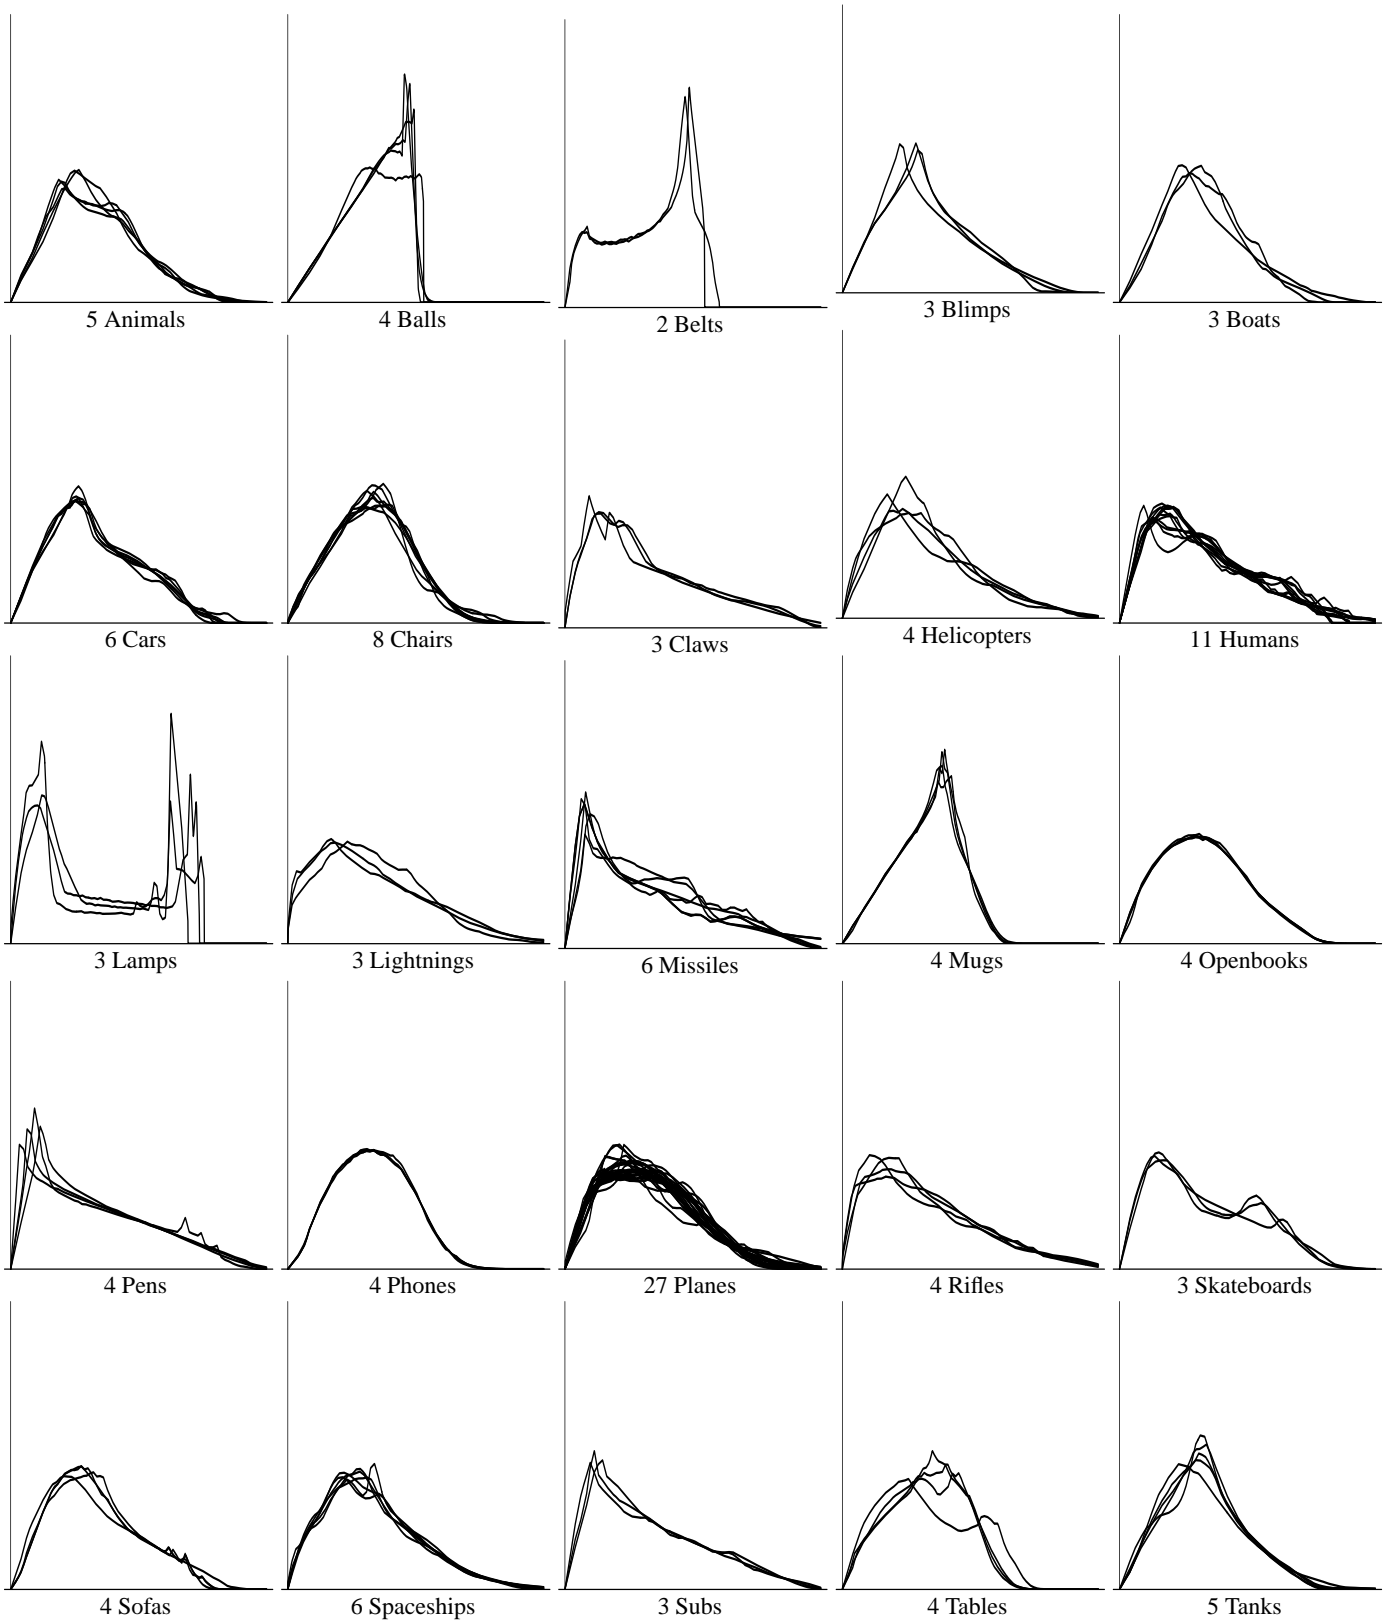 5 Animals
4 Balls
2 Belts
3 Blimps
3 Boats
6 Cars
8 Chairs
3 Claws
4 Helicopters
11 Humans
3 Lamps
3 Lightnings
6 Missiles
4 Mugs
4 Openbooks
4 Pens
4 Phones
27 Planes
4 Rifles
3 Skateboards
4 Sofas
6 Spaceships
3 Subs
4 Tables
5 Tanks